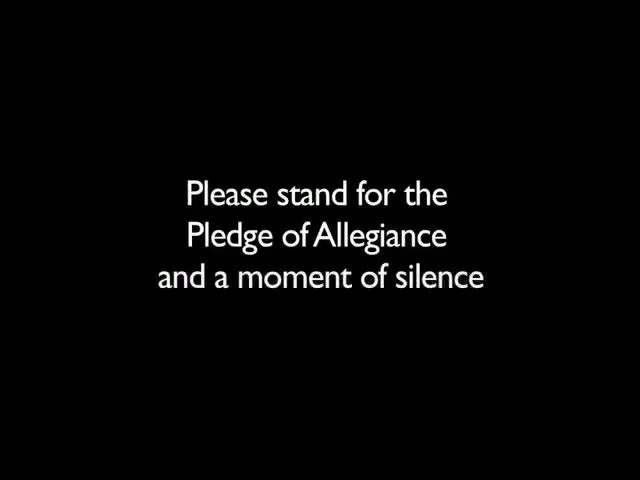 Please stand for the
Pledge of Allegiance
and a moment of silence